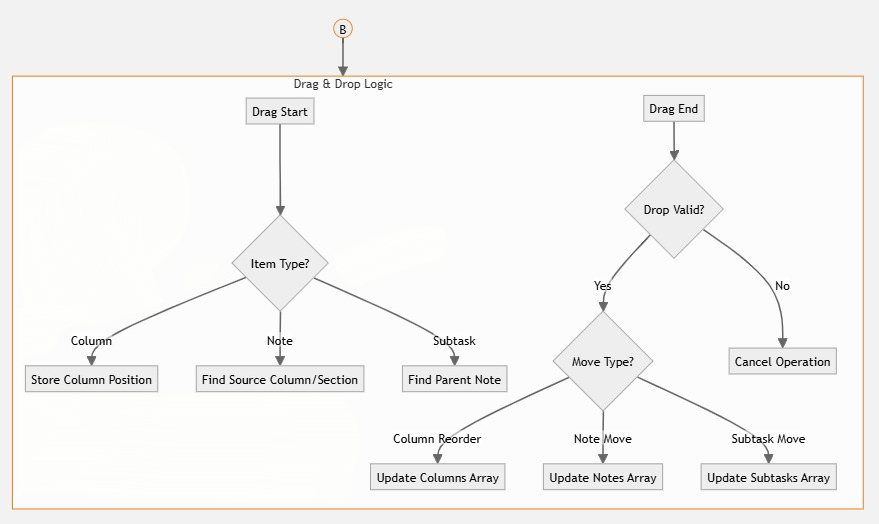 B
Drag & Drop Logic
Drag Start
Item Type?
Column
Note
Subtask
Store Column Position
Find Source Column/Section
Find Parent Note
Drag End
Drop Valid?
Yes
No
Move Type?
Cancel Operation
Column Reorder
Note Move
Subtask Move
Update Columns Array
Update Notes Array
Update Subtasks Array